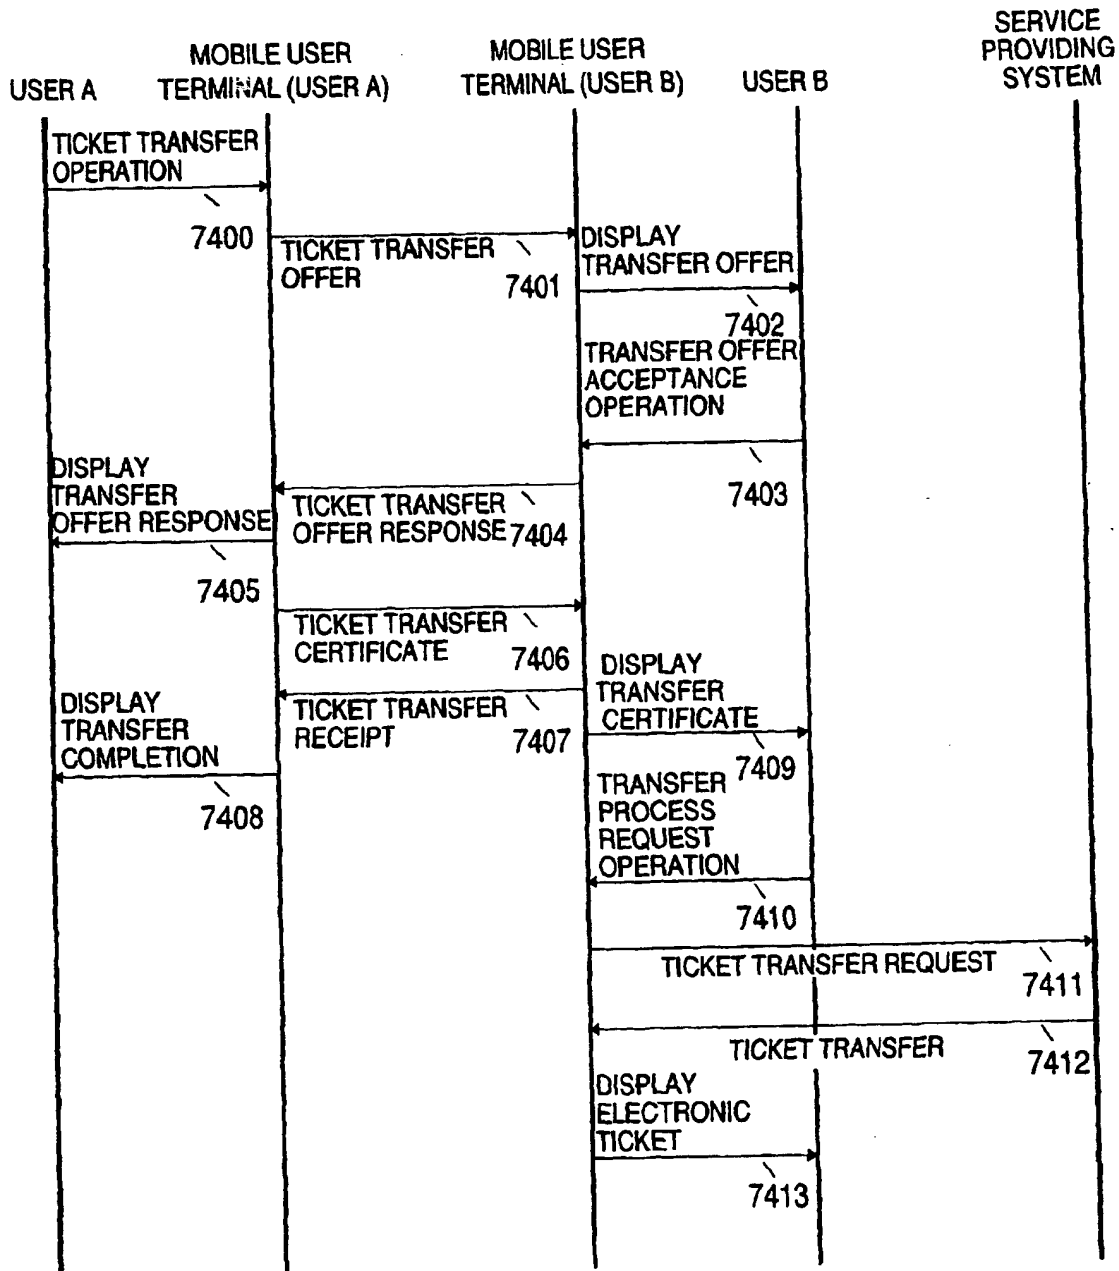 SERVICE
PROVIDING
SYSTEM
MOBILE USER
TERMINAL (USER A)
MOBILE USER
TERMINAL (USER B)
USER A
USER B
TICKET TRANSFER
OPERATION
7400
TICKET TRANSFER
OFFER
7401
DISPLAY
TRANSFER OFFER
7402
TRANSFER OFFER
ACCEPTANCE
OPERATION
7403
TICKET TRANSFER
OFFER RESPONSE
7404
DISPLAY
TRANSFER
OFFER RESPONSE
7405
TICKET TRANSFER
CERTIFICATE
7406
TICKET TRANSFER
RECEIPT
7407
DISPLAY
TRANSFER
COMPLETION
7408
DISPLAY
TRANSFER
CERTIFICATE
7409
TRANSFER
PROCESS
REQUEST
OPERATION
7410
TICKET TRANSFER REQUEST
7411
TICKET TRANSFER
7412
DISPLAY
ELECTRONIC
TICKET
7413